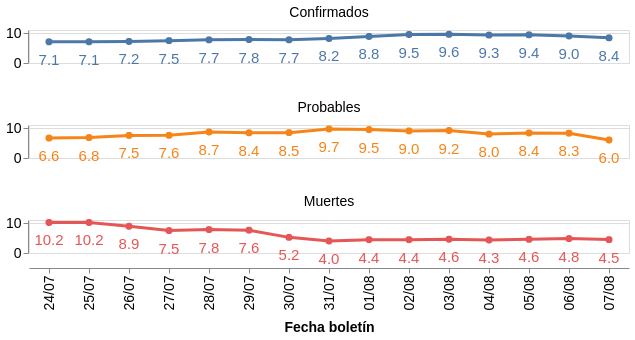 Confirmados
10
0
7.1 7.1 7.2 7.5 7.7 7.8 7.7 8.2 8.8 9.5 9.6 9.3 9.4 9.0 8.4
Probables
10
0
6.6 6.8 7.5 7.6 8.7 8.4 8.5 9.7 9.5 9.0 9.2 8.0 8.4 8.3 6.0
Muertes
10
0
10.2 10.2 8.9 7.5 7.8 7.6 5.2 4.0 4.4 4.4 4.6 4.3 4.6 4.8 4.5
24/07 25/07 26/07 27/07 28/07 29/07 30/07 31/07 01/08 02/08 03/08 04/08 05/08 06/08 07/08
Fecha boletín